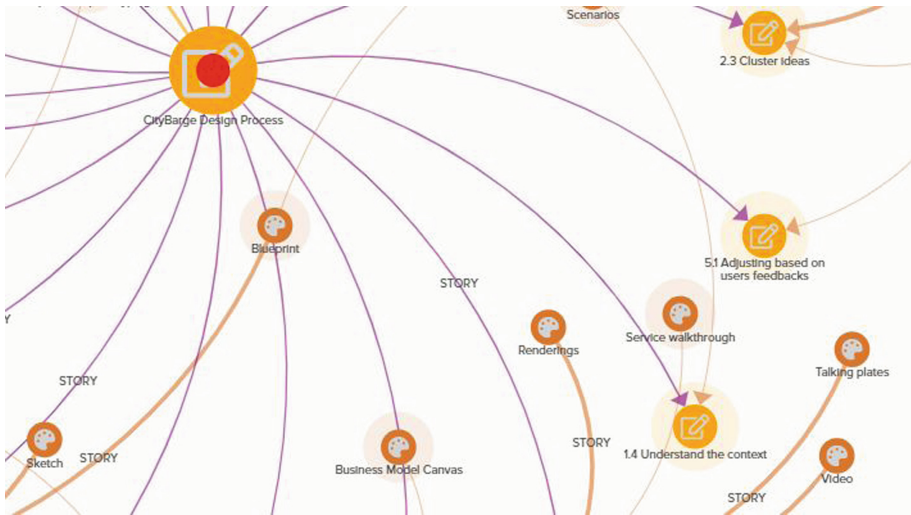 Scenarios
2.3 Cluster ideas
CityBarge Design Process
Blueprint
5.1 Adjusting based on
users feedbacks
STORY
Y
Service walkthrough
Renderings
Talking plates
STORY
STORY
1.4 Understand the context
Sketch
STORY
Business Model Canvas
Video
STORY